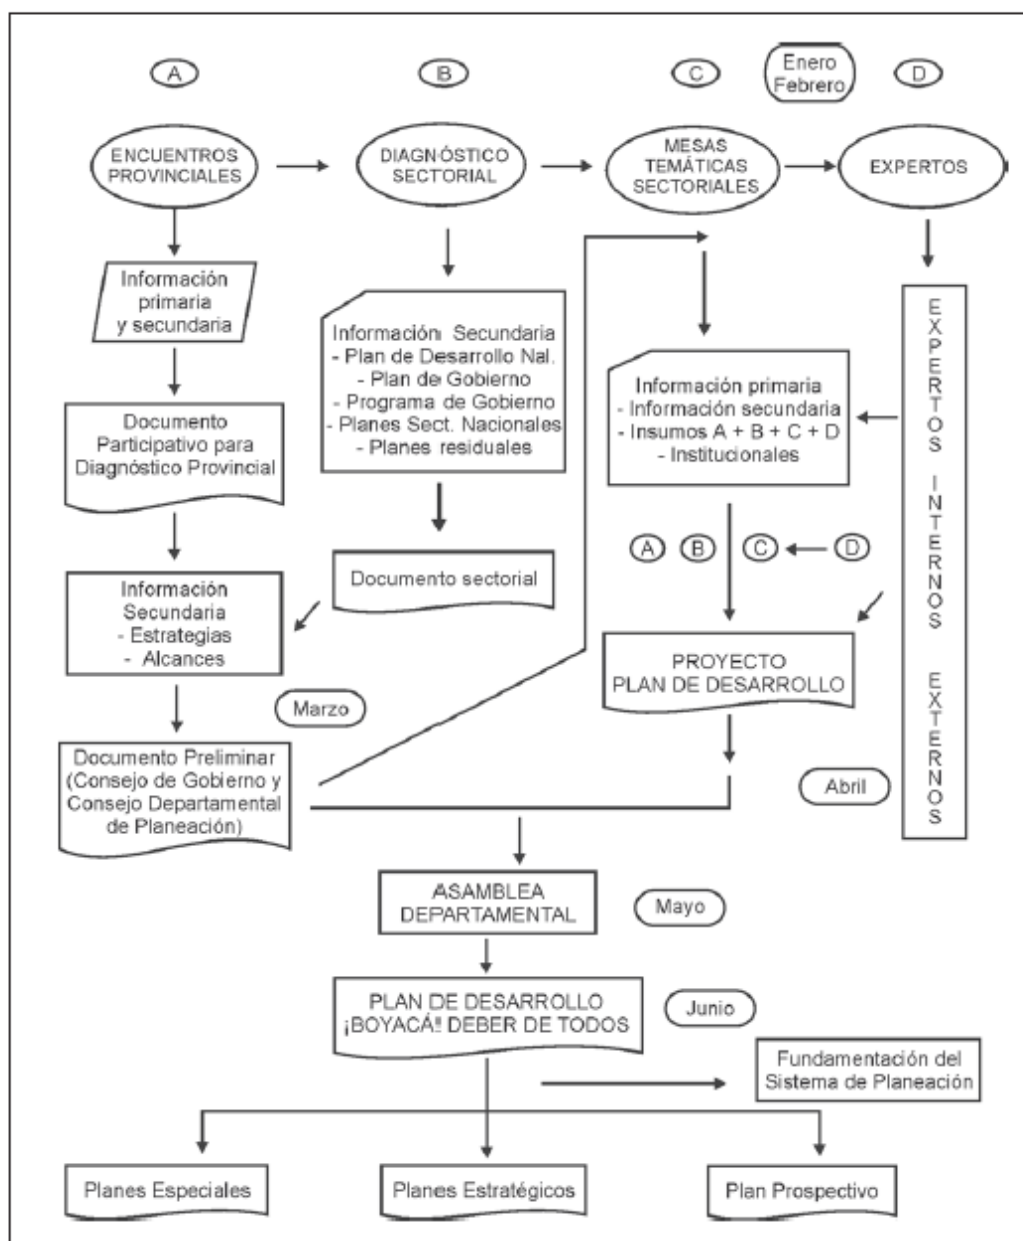 A
B
C
Enero
Febrero
D
ENCUENTROS
PROVINCIALES
DIAGNÓSTICO
SECTORIAL
MESAS
TEMÁTICAS
SECTORIALES
EXPERTOS
Información
primaria
y secundaria
Documento
Participativo para
Diagnóstico Provincial
Información
Secundaria
- Estrategias
- Alcances
Marzo
Documento Preliminar
(Consejo de Gobierno y
Consejo Departamental
de Planeación)
Información Secundaria
- Plan de Desarrollo Nal.
- Plan de Gobierno
- Programa de Gobierno
- Planes Sect. Nacionales
- Planes residuales
Documento sectorial
Información primaria
- Información secundaria
- Insumos A + B + C + D
- Institucionales
A
B
C
D
PROYECTO
PLAN DE DESARROLLO
Abril
EXPERTOS INTERNOS EXTERNOS
ASAMBLEA
DEPARTAMENTAL
Mayo
PLAN DE DESARROLLO
¡BOYACÁ!! DEBER DE TODOS
Junio
Fundamentación del
Sistema de Planeación
Planes Especiales
Planes Estratégicos
Plan Prospectivo